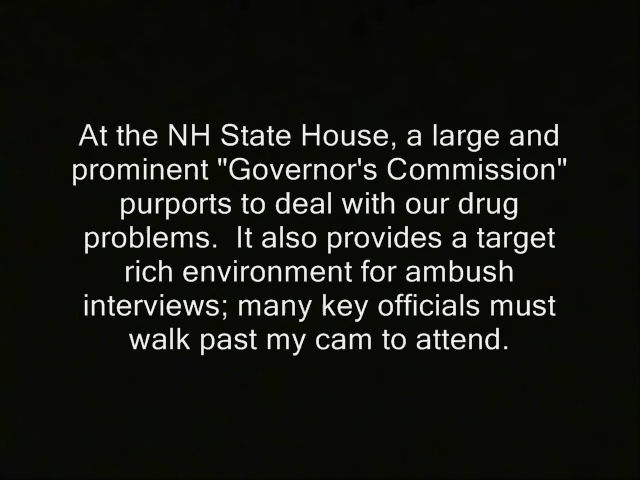 At the NH State House, a large and
prominent "Governor's Commission"
purports to deal with our drug
problems.  It also provides a target
rich environment for ambush
interviews; many key officials must
walk past my cam to attend.